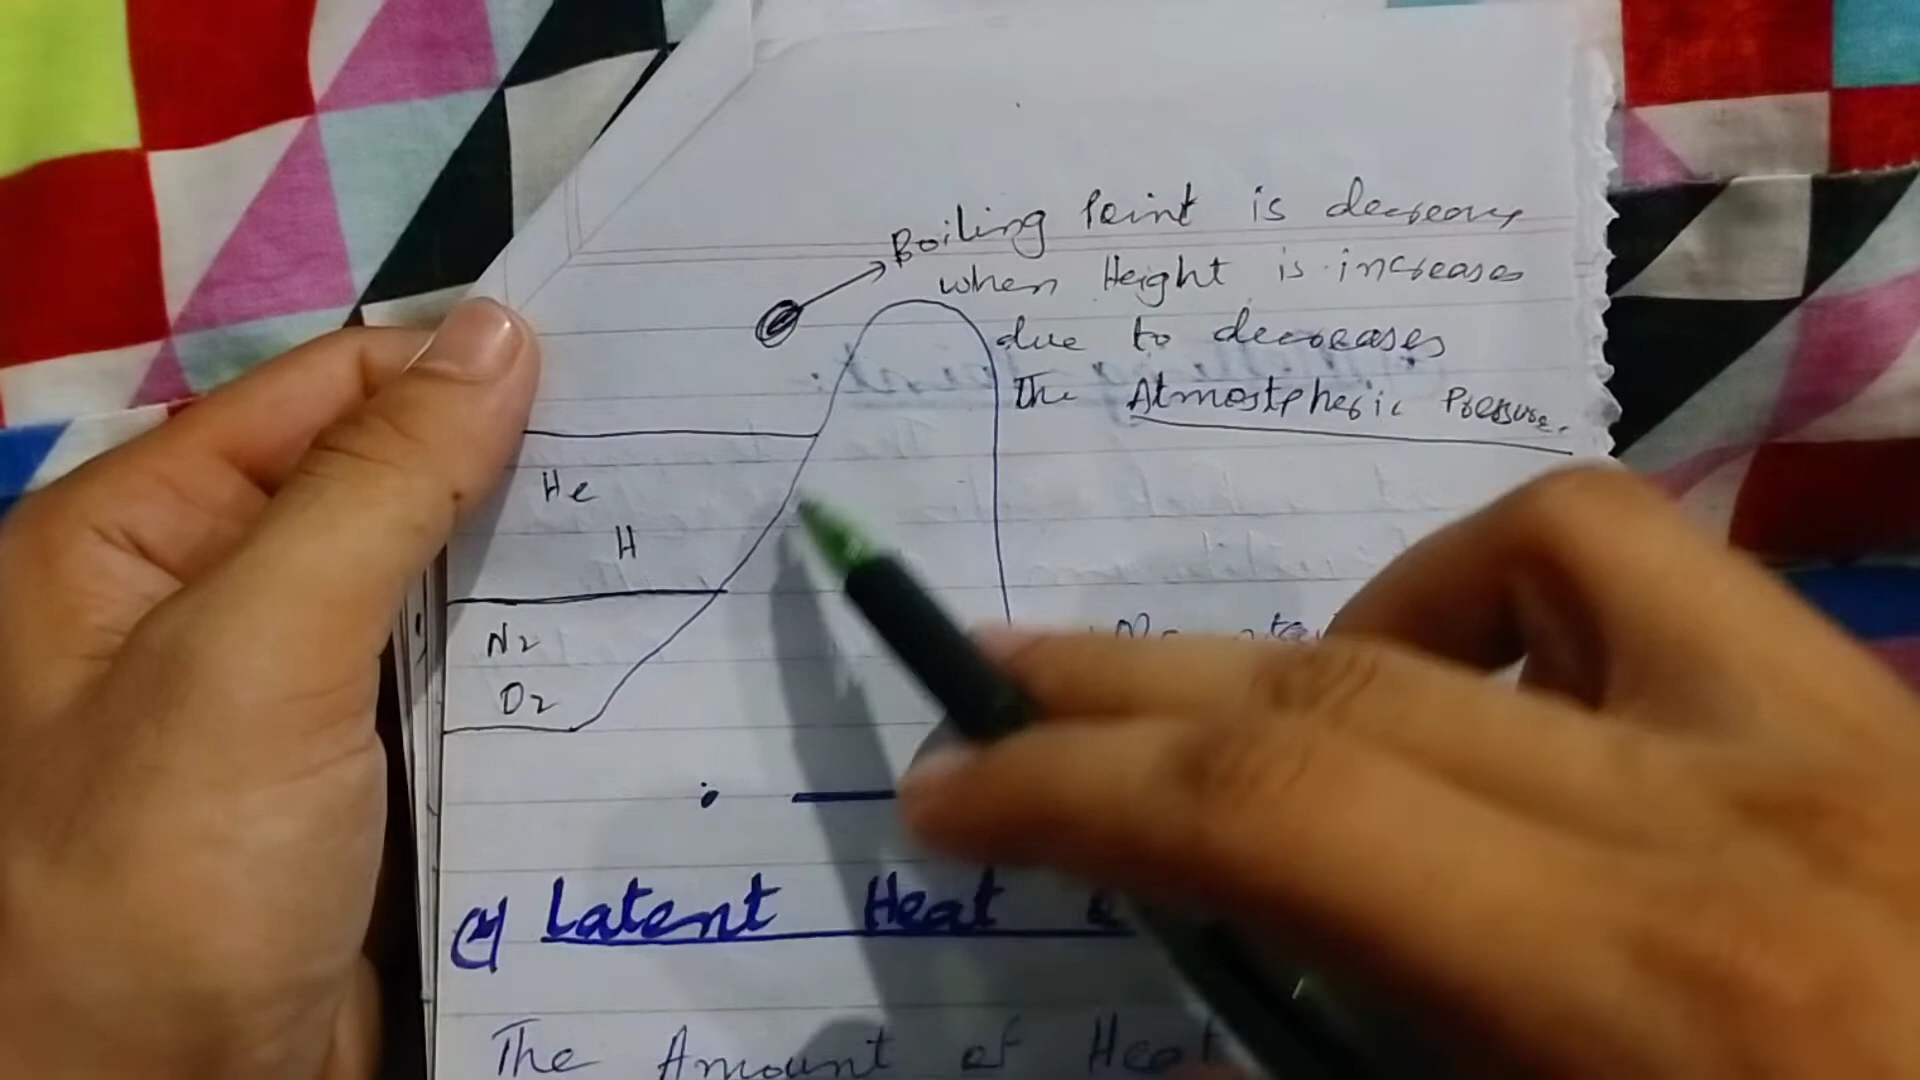 Boiling Point is decreases
when Height is increases
due to decreases
The Atmostpheric Pressure.
He
H
N2
O2
Latent Heat
The Amount of Heat